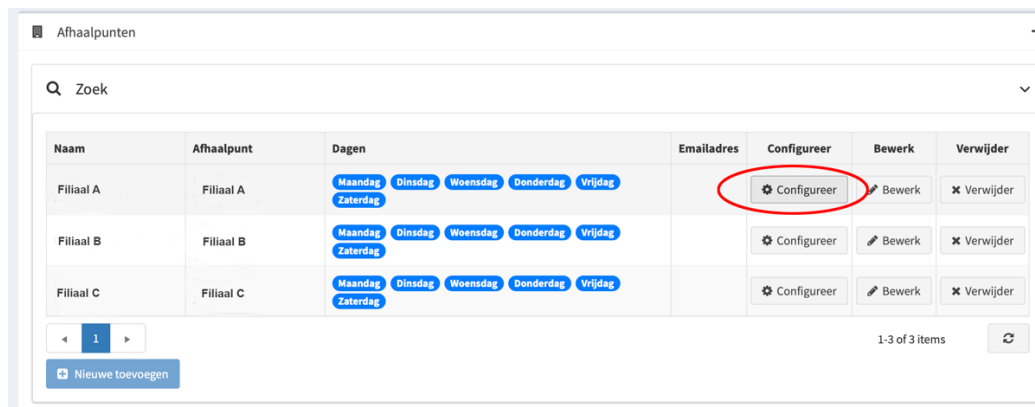 Afhaalpunten
Zoek
Naam Afhaalpunt Dagen Emailadres Configureer Bewerk Verwijder
Filiaal A Filiaal A Maandag Dinsdag Woensdag Donderdag Vrijdag Configureer Bewerk Verwijder
Zaterdag
Filiaal B Filiaal B Maandag Dinsdag Woensdag Donderdag Vrijdag Configureer Bewerk Verwijder
Zaterdag
Filiaal C Filiaal C Maandag Dinsdag Woensdag Donderdag Vrijdag Configureer Bewerk Verwijder
Zaterdag
1 1-3 of 3 items
Nieuwe toevoegen